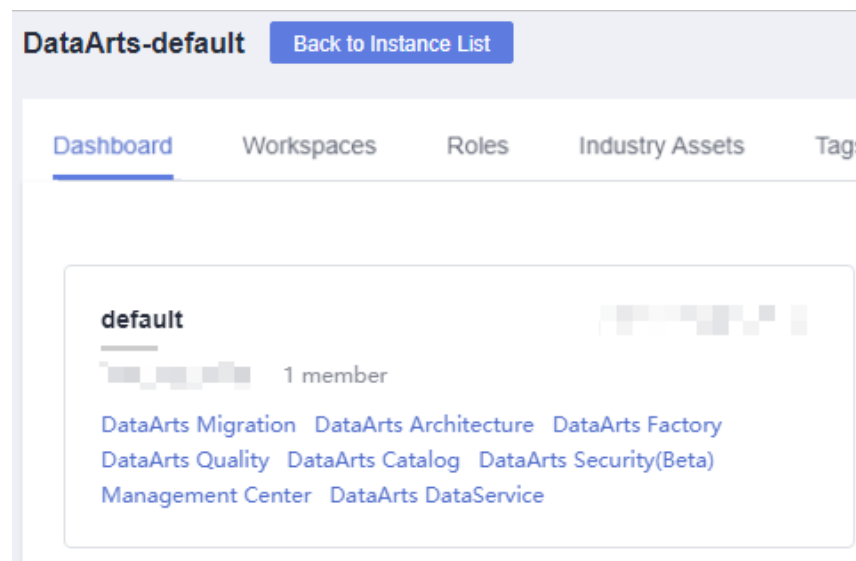 DataArts-default Back to Instance List
Dashboard Workspaces Roles Industry Assets
default
1 member
DataArts Migration DataArts Architecture DataArts Factory
DataArts Quality DataArts Catalog DataArts Security(Beta)
Management Center DataArts DataService